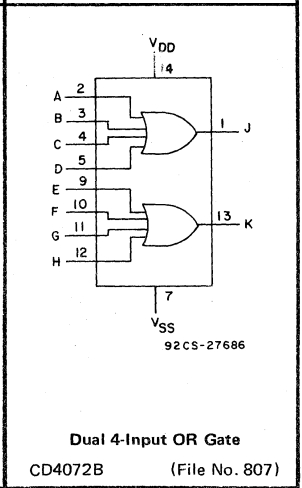 VDD
14
A 2
B 3
1 J
C 4
D 5
E 9
F 10
13 K
G 11
H 12
7
VSS
92CS-27686
Dual 4-Input OR Gate
CD4072B (File No. 807)